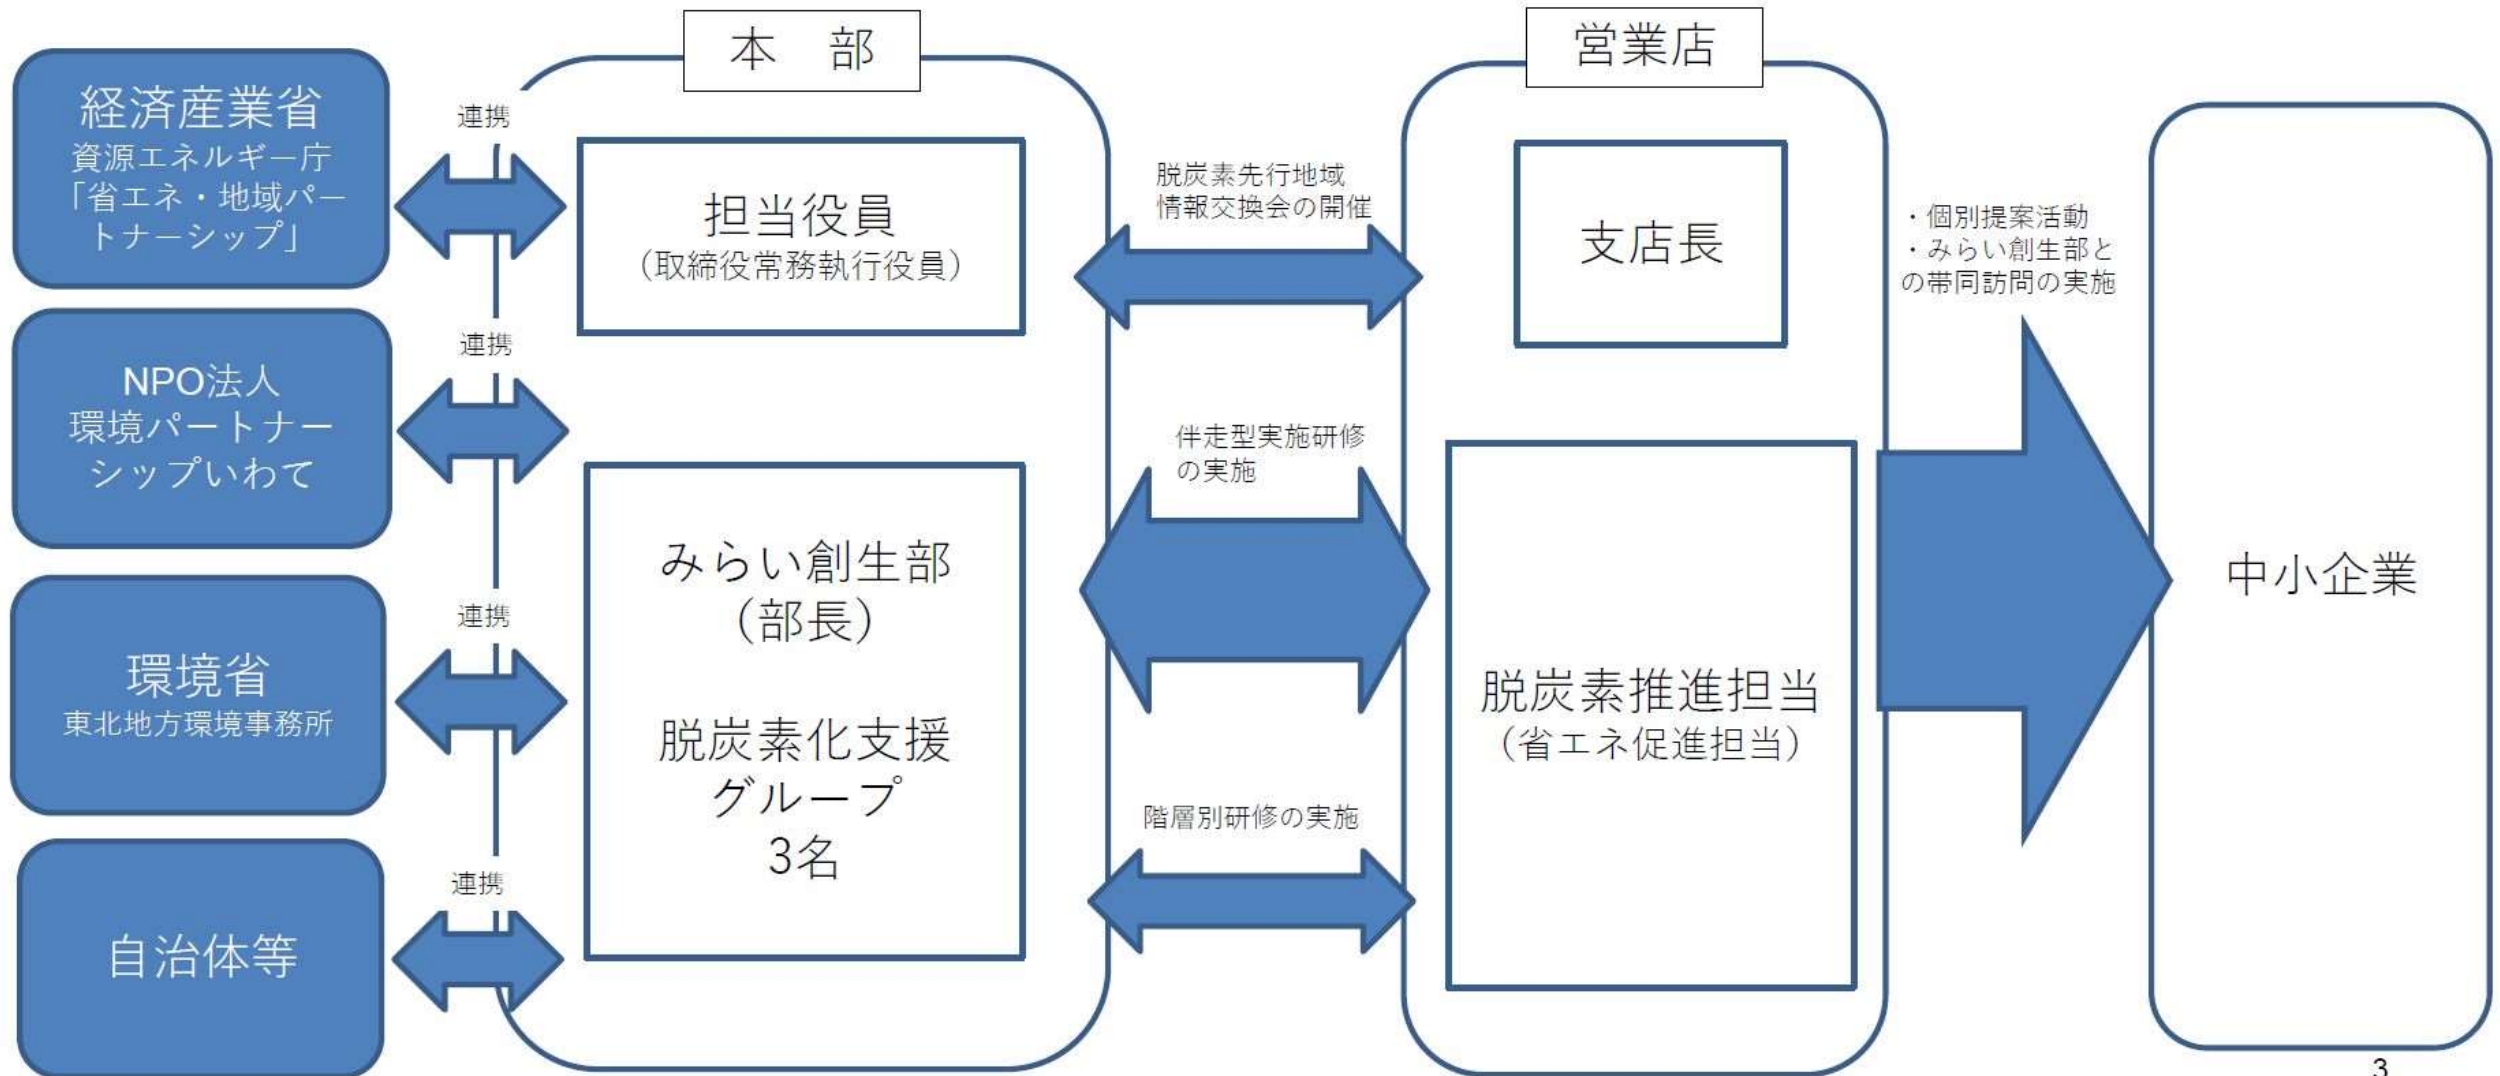 本　部
営業店
経済産業省
資源エネルギー庁
「省エネ・地域パー
トナーシップ」
連携
NPO法人
環境パートナー
シップいわて
連携
環境省
東北地方環境事務所
連携
自治体等
連携
担当役員
（取締役常務執行役員）
みらい創生部
（部長）
脱炭素化支援
グループ
3名
脱炭素先行地域
情報交換会の開催
伴走型実施研修
の実施
階層別研修の実施
支店長
脱炭素推進担当
（省エネ促進担当）
・個別提案活動
・みらい創生部と
の帯同訪問の実施
中小企業
3